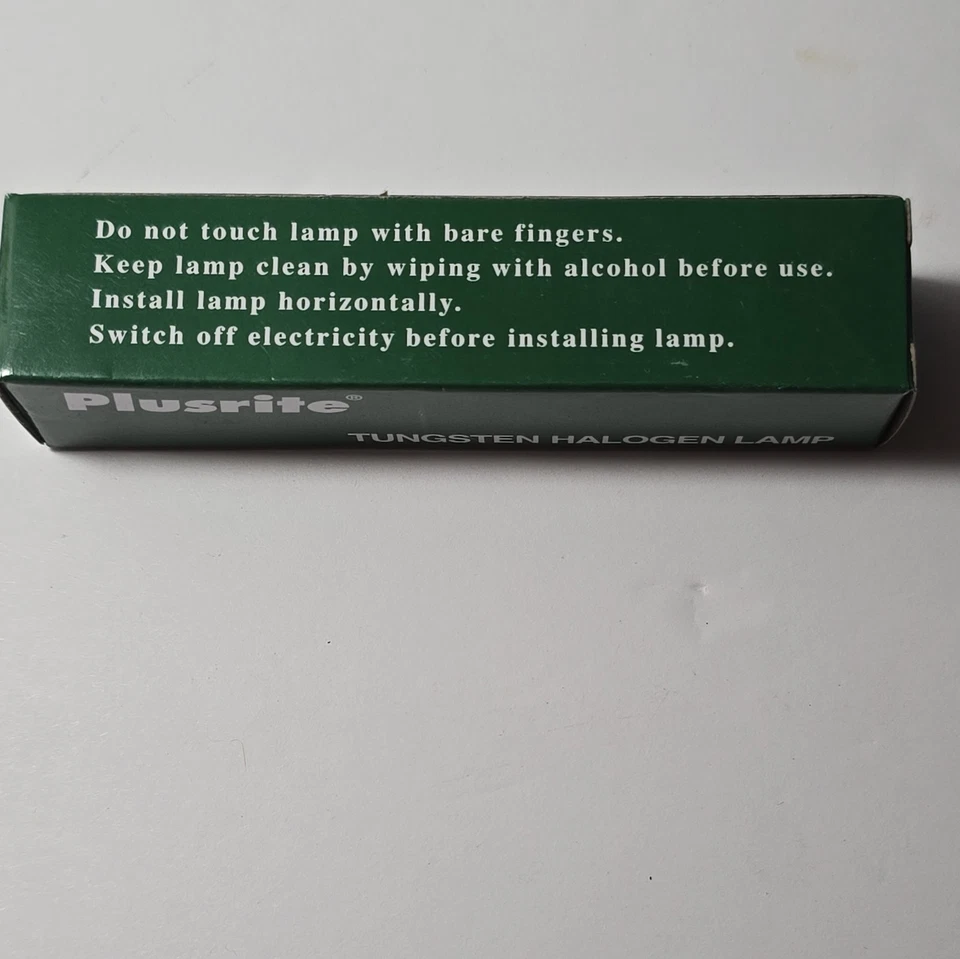 Do not touch lamp with bare fingers.
Keep lamp clean by wiping with alcohol before use.
Install lamp horizontally.
Switch off electricity before installing lamp.
Plusrite®
TUNGSTEN HALOGEN LAMP